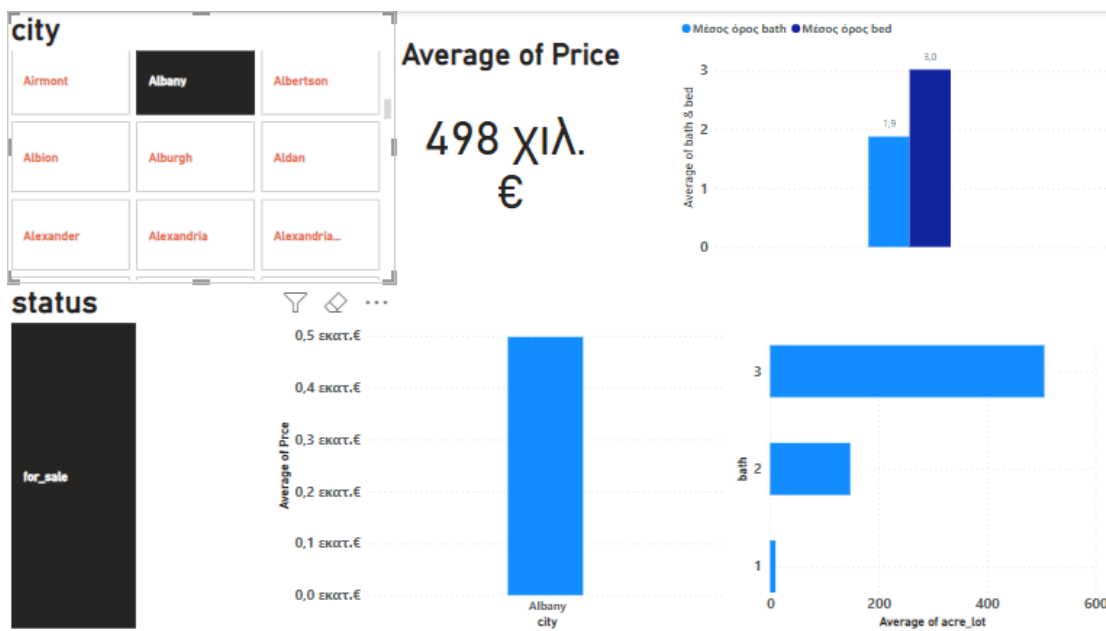 city
Airmont
Albany
Albertson
Albion
Alburgh
Aldan
Alexander
Alexandria
Alexandria...
Average of Price
498 χιλ.
€
Μέσος όρος bath
Μέσος όρος bed
Average of bath & bed
3
2
1
0
1,9
3,0
status
for_sale
Average of Prce
0,5 εκατ.€
0,4 εκατ.€
0,3 εκατ.€
0,2 εκατ.€
0,1 εκατ.€
0,0 εκατ.€
Albany
city
bath
3
2
1
0
200
400
600
Average of acre_lot